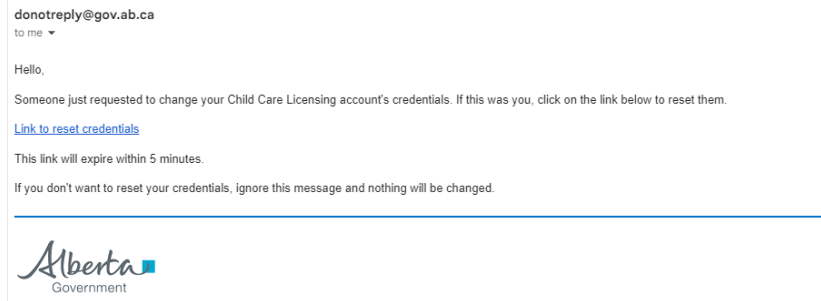 donotreply@gov.ab.ca
to me
Hello,
Someone just requested to change your Child Care Licensing account's credentials. If this was you, click on the link below to reset them.
Link to reset credentials
This link will expire within 5 minutes.
If you don't want to reset your credentials, ignore this message and nothing will be changed.
Alberta
Government